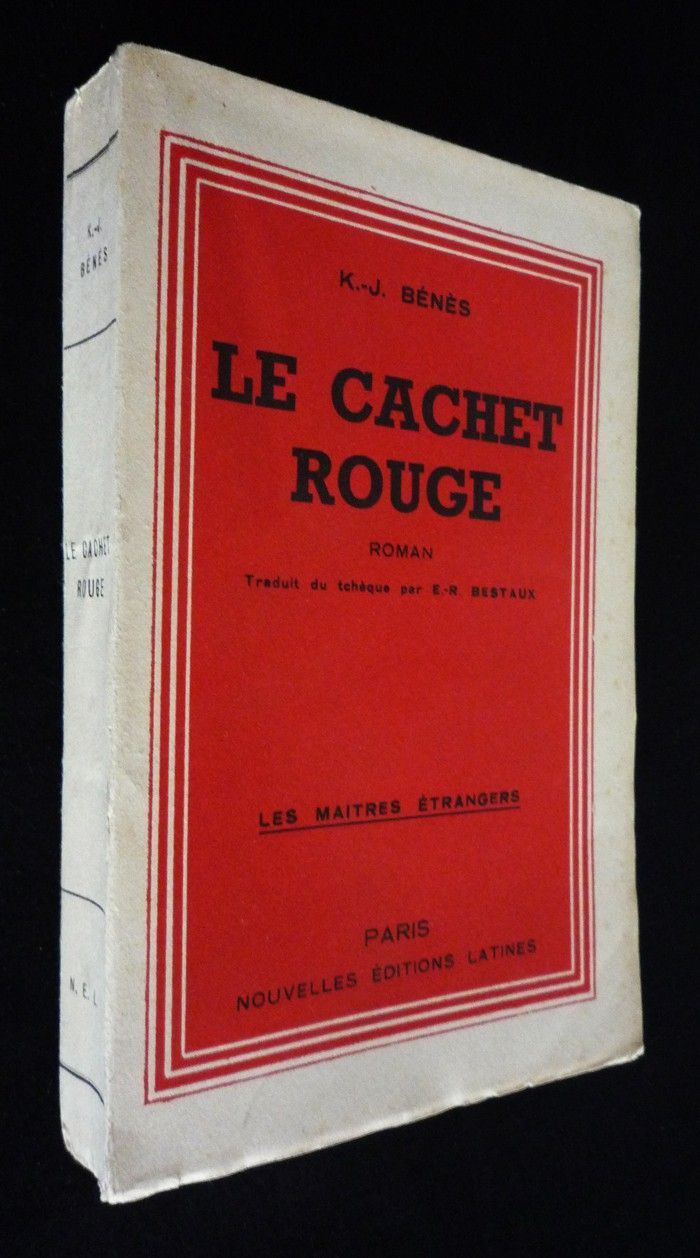 K.-J. BÉNÈS
LE CACHET
ROUGE
ROMAN
Traduit du tchèque par E.-R. BESTAUX
LES MAITRES ÉTRANGERS
PARIS
NOUVELLES ÉDITIONS LATINES
K.-J.
BÉNÈS
LE CACHET
ROUGE
N. E. L